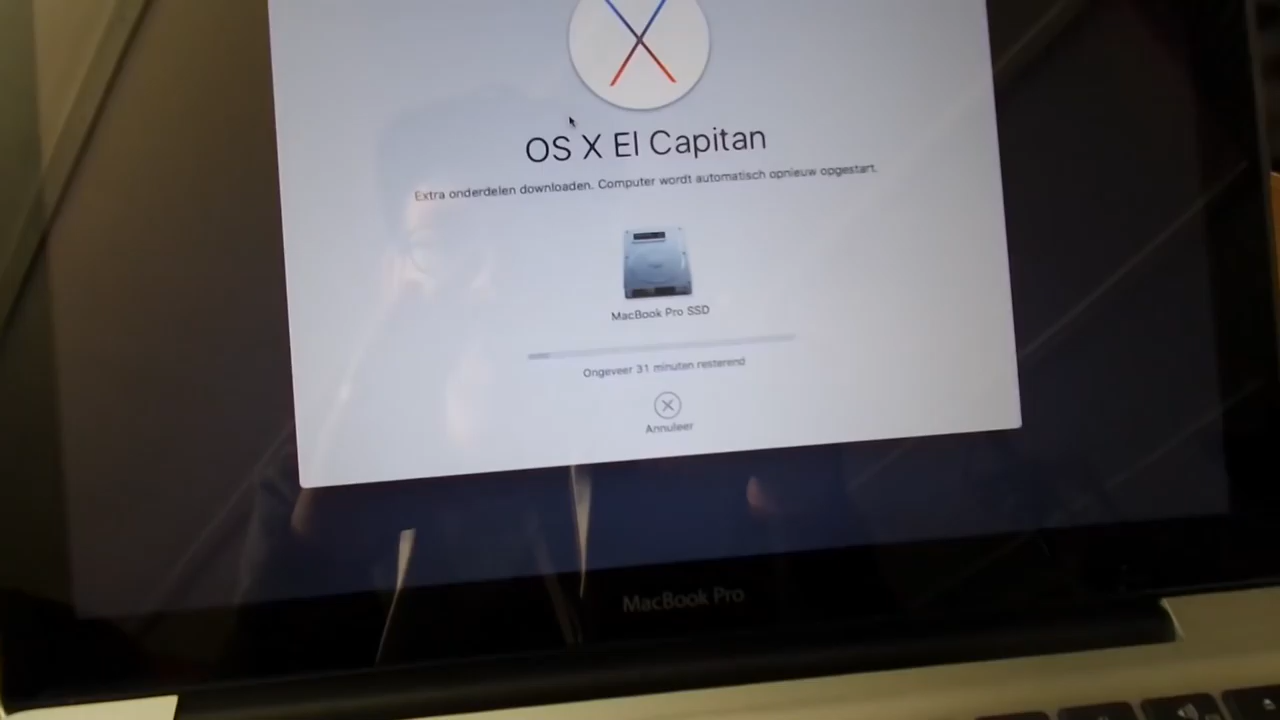 OS X El Capitan
Extra onderdelen downloaden. Computer wordt automatisch opnieuw opgestart.
MacBook Pro SSD
Ongeveer 31 minuten resterend
Annuleer
MacBook Pro